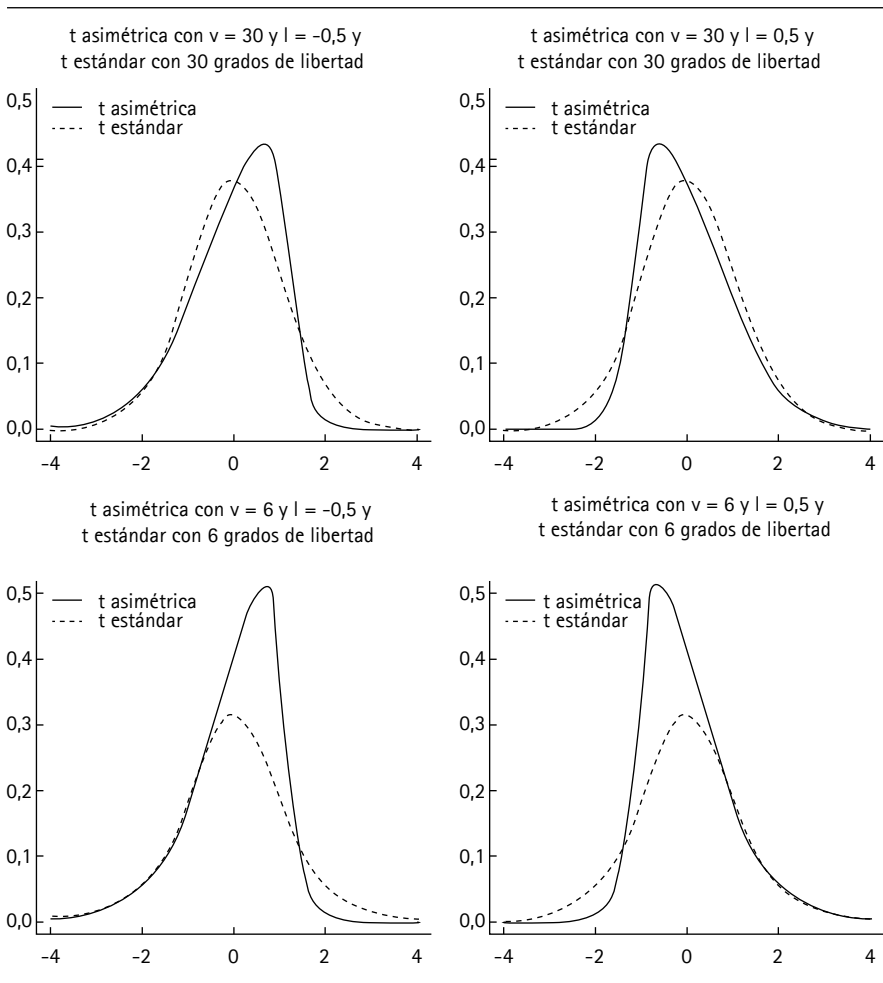 t asimétrica con v = 30 y l = -0,5 y
t estándar con 30 grados de libertad
0,5
t asimétrica
t estándar
0,4
0,3
0,2
0,1
0,0
-4
-2
0
2
4
t asimétrica con v = 30 y l = 0,5 y
t estándar con 30 grados de libertad
0,5
t asimétrica
t estándar
0,4
0,3
0,2
0,1
0,0
-4
-2
0
2
4
t asimétrica con v = 6 y l = -0,5 y
t estándar con 6 grados de libertad
0,5
t asimétrica
t estándar
0,4
0,3
0,2
0,1
0,0
-4
-2
0
2
4
t asimétrica con v = 6 y l = 0,5 y
t estándar con 6 grados de libertad
0,5
t asimétrica
t estándar
0,4
0,3
0,2
0,1
0,0
-4
-2
0
2
4